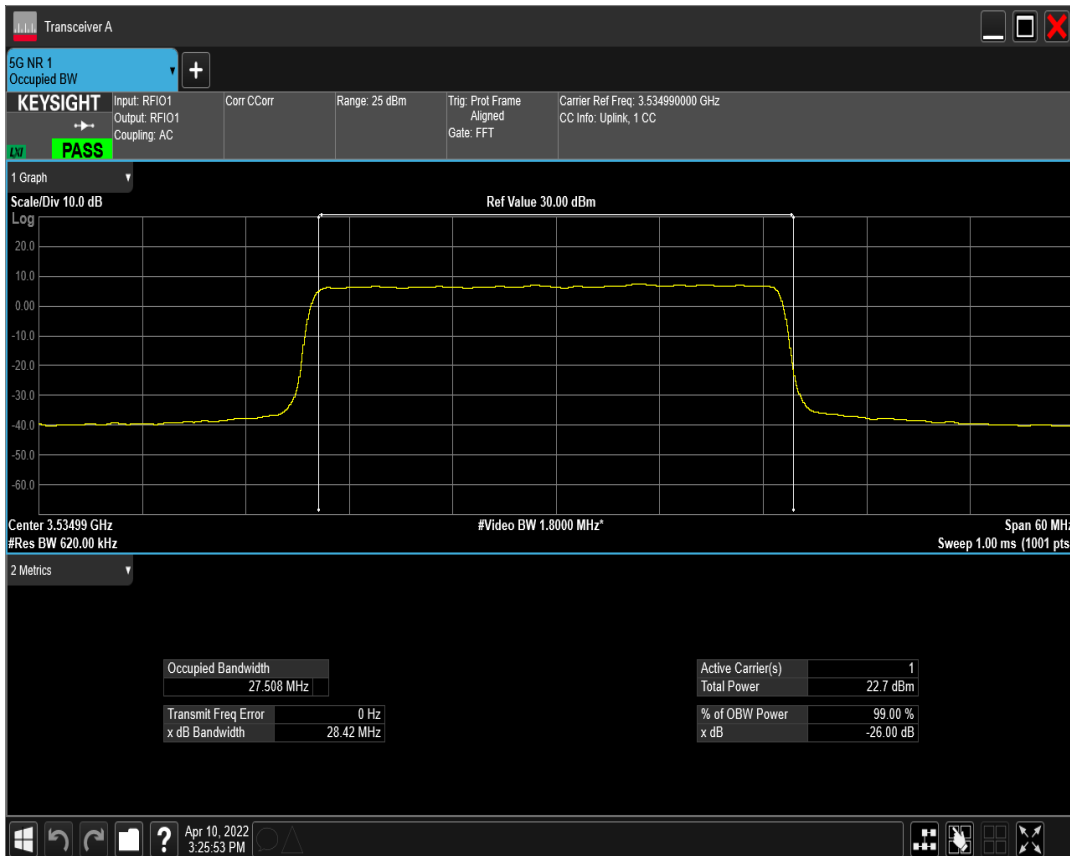 Transceiver A
5G NR 1
Occupied BW
+
KEYSIGHT
LXI
PASS
Input: RFIO1
Output: RFIO1
Coupling: AC
Corr CCorr
Range: 25 dBm
Trig: Prot Frame
Aligned
Gate: FFT
Carrier Ref Freq: 3.534990000 GHz
CC Info: Uplink, 1 CC
1 Graph
Scale/Div 10.0 dB
Ref Value 30.00 dBm
Log
20.0
10.0
0.00
-10.0
-20.0
-30.0
-40.0
-50.0
-60.0
Center 3.53499 GHz
#Video BW 1.8000 MHz*
Span 60 MHz
#Res BW 620.00 kHz
Sweep 1.00 ms (1001 pts
2 Metrics
Occupied Bandwidth
27.508 MHz
Transmit Freq Error 0 Hz
x dB Bandwidth 28.42 MHz
Active Carrier(s) 1
Total Power 22.7 dBm
% of OBW Power 99.00 %
x dB -26.00 dB
?
Apr 10, 2022
3:25:53 PM